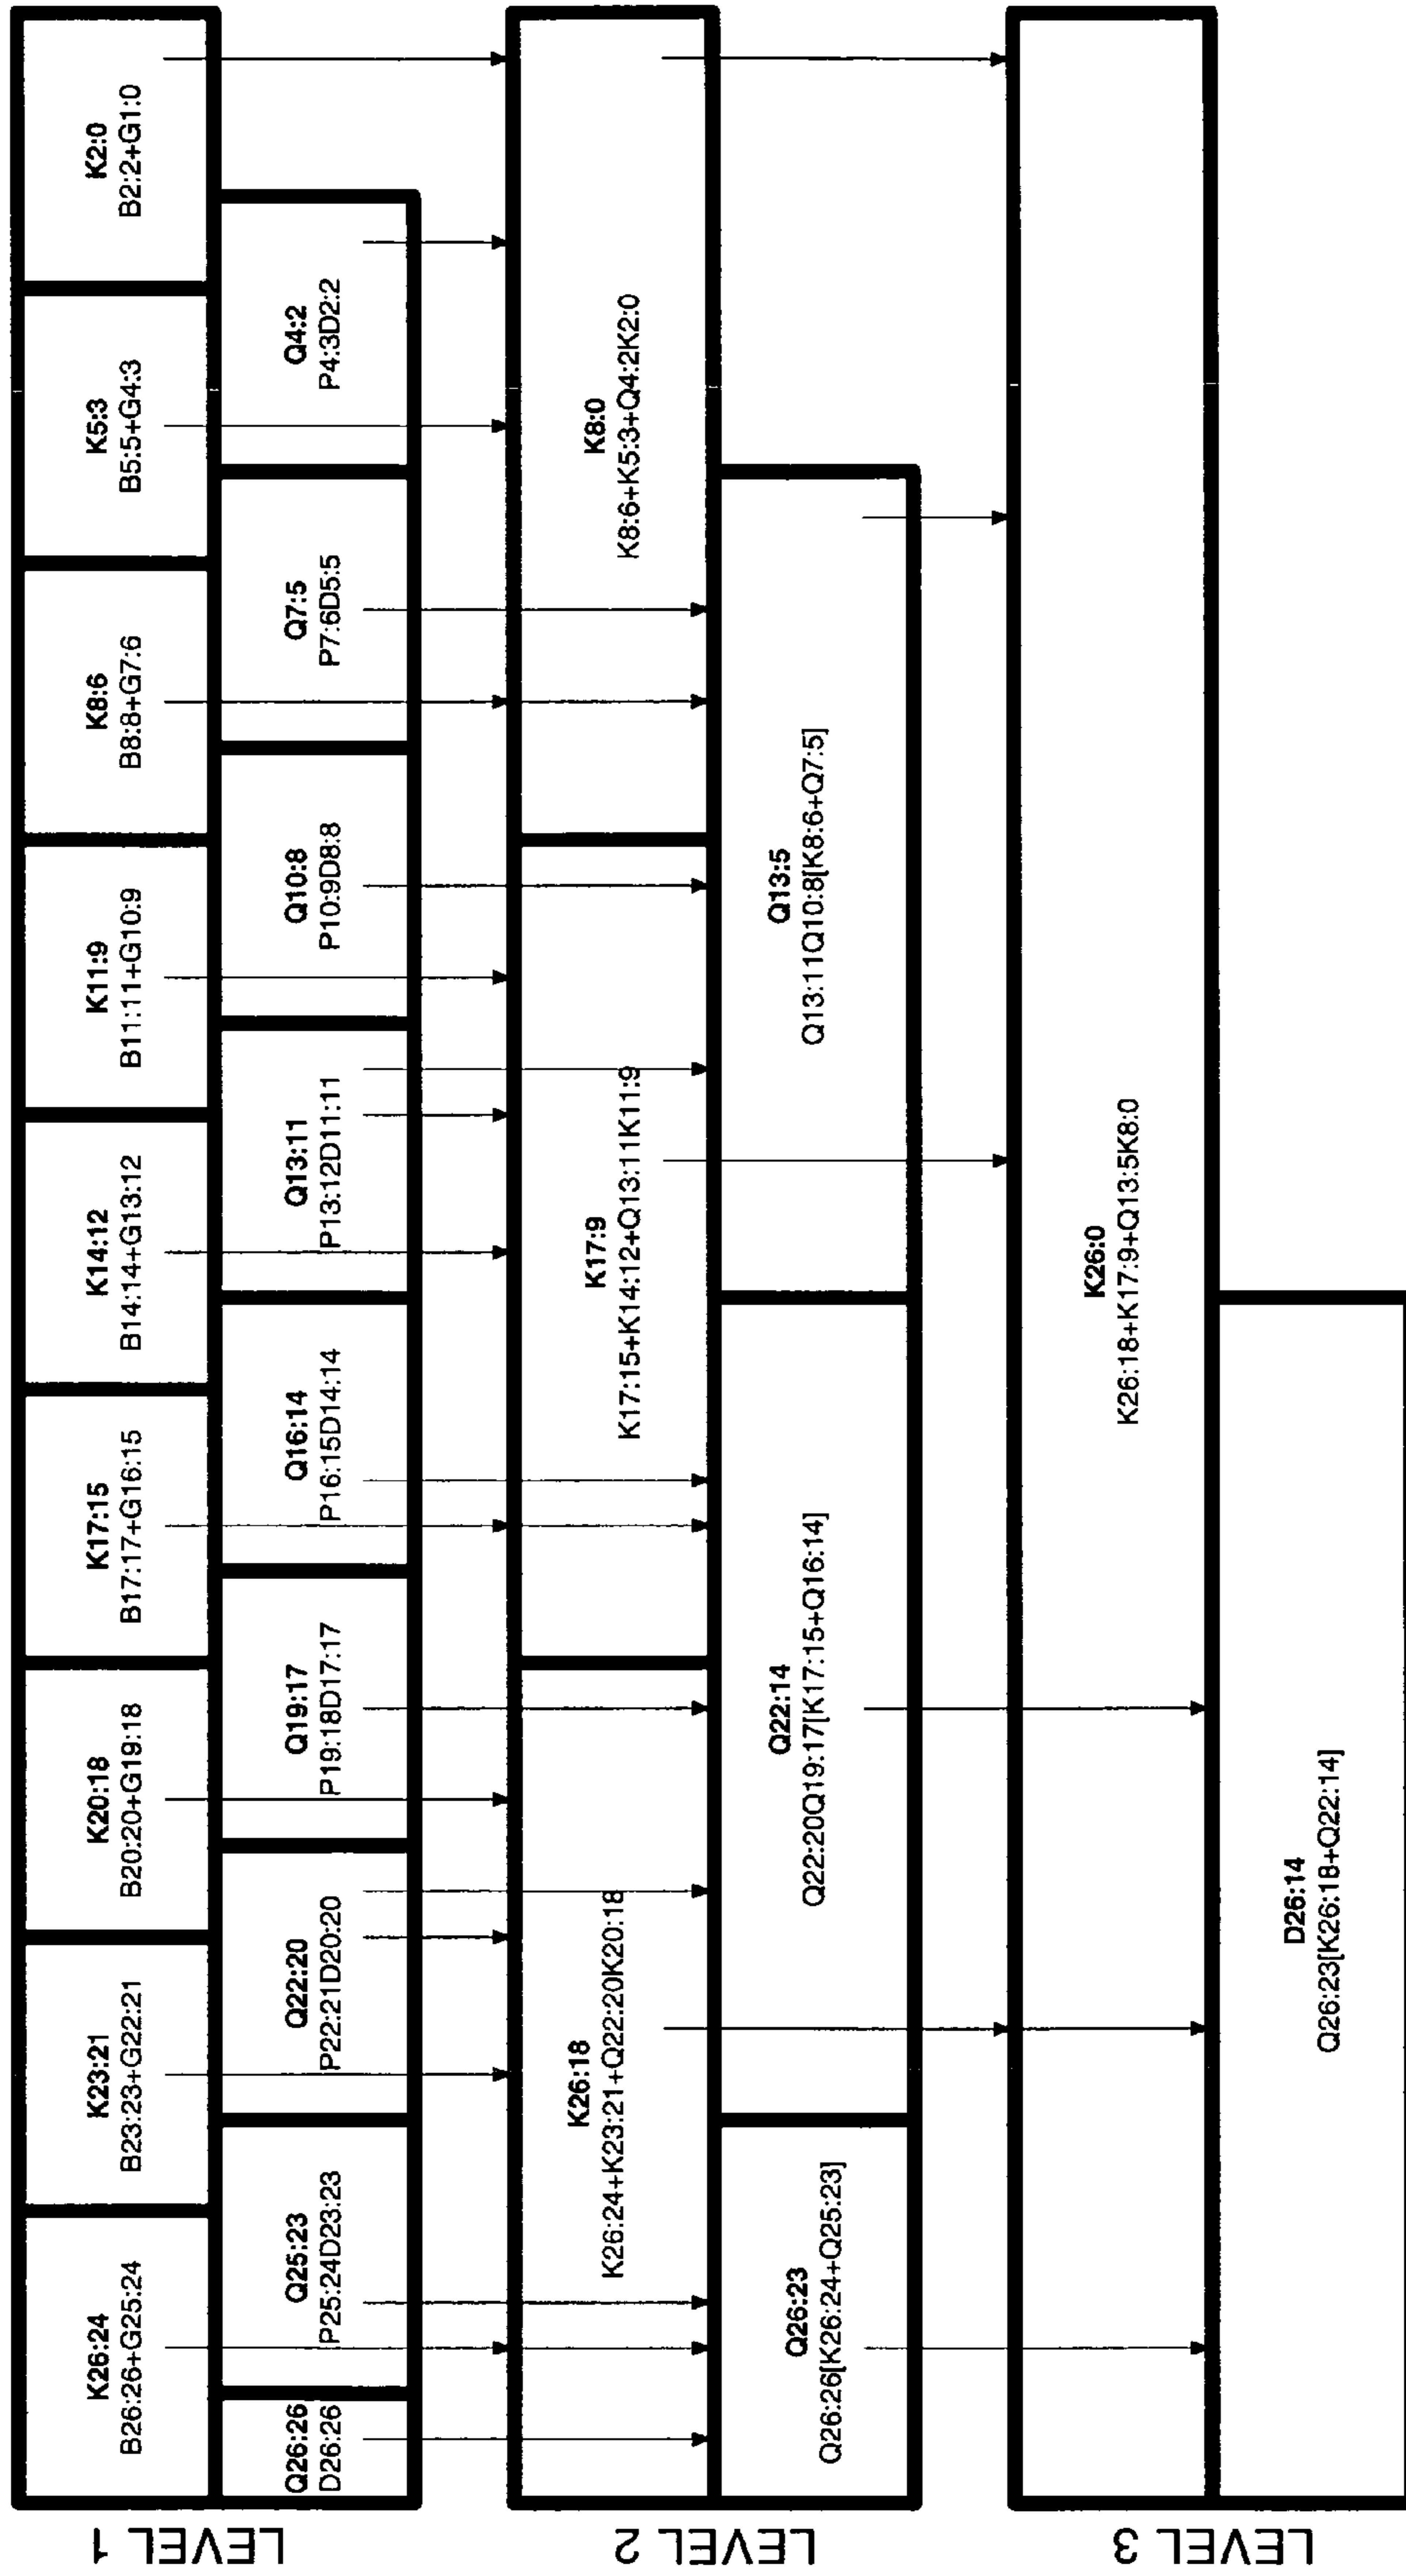 LEVEL 1
K26:24
B26:26+G25:24
K23:21
B23:23+G22:21
K20:18
B20:20+G19:18
K17:15
B17:17+G16:15
K14:12
B14:14+G13:12
K11:9
B11:11+G10:9
K8:6
B8:8+G7:6
K5:3
B5:5+G4:3
K2:0
B2:2+G1:0
Q26:26
D26:26
Q25:23
P25:24D23:23
Q22:20
P22:21D20:20
Q19:17
P19:18D17:17
Q16:14
P16:15D14:14
Q13:11
P13:12D11:11
Q10:8
P10:9D8:8
Q7:5
P7:6D5:5
Q4:2
P4:3D2:2
LEVEL 2
K26:18
K26:24+K23:21+Q22:20K20:18
K17:9
K17:15+K14:12+Q13:11K11:9
K8:0
K8:6+K5:3+Q4:2K2:0
Q26:23
Q26:26[K26:24+Q25:23]
Q22:14
Q22:20Q19:17[K17:15+Q16:14]
Q13:5
Q13:11Q10:8[K8:6+Q7:5]
LEVEL 3
K26:0
K26:18+K17:9+Q13:5K8:0
D26:14
Q26:23[K26:18+Q22:14]